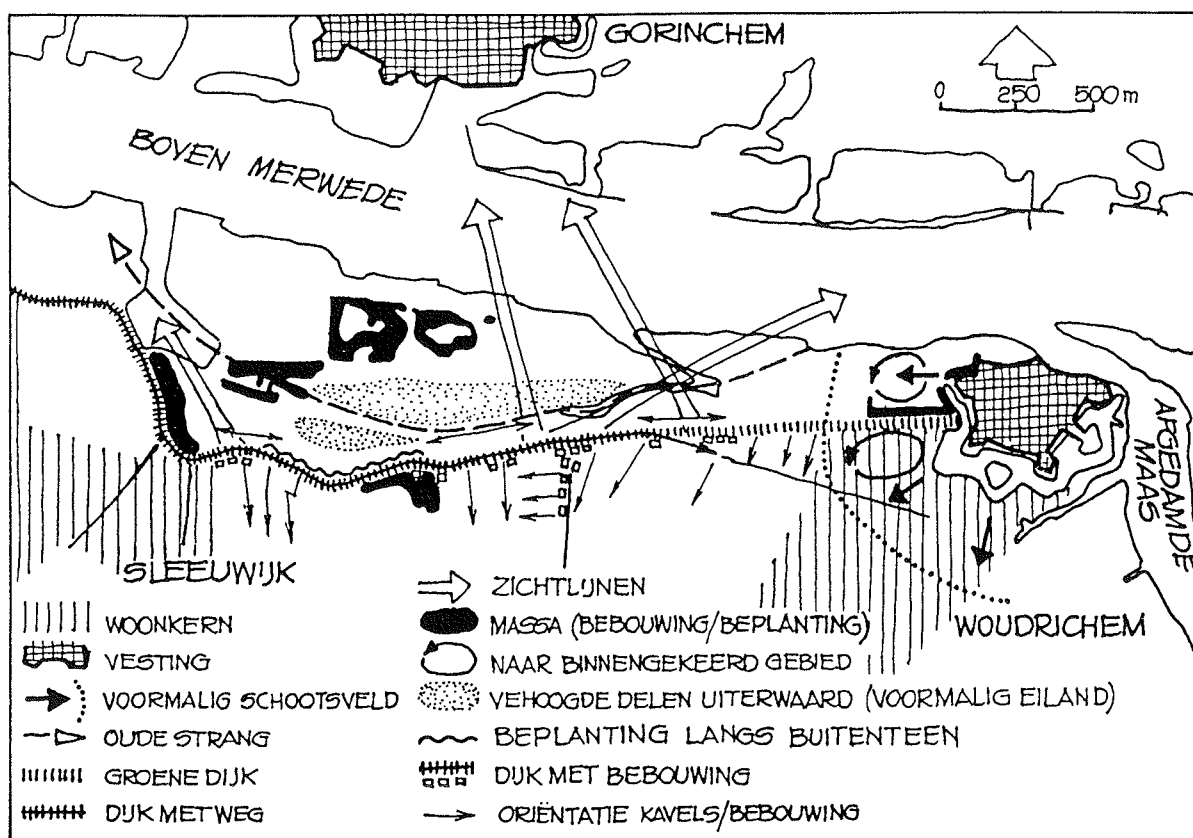 GORINCHEM
0 250 500 m
BOVEN MERWEDE
AFGEDAMDE
MAAS
SLEEUWIJK
WOUDRICHEM
WOONKERN
VESTING
VOORMALIG SCHOOTSVELD
OUDE STRANG
GROENE DIJK
DIJK MET WEG
ZICHTLIJNEN
MASSA (BEBOUWING/BEPLANTING)
NAAR BINNENGEKEERD GEBIED
VEHOOGDE DELEN UITERWAARD (VOORMALIG EILAND)
BEPLANTING LANGS BUITENTEEN
DIJK MET BEBOUWING
ORIËNTATIE KAVELS/BEBOUWING